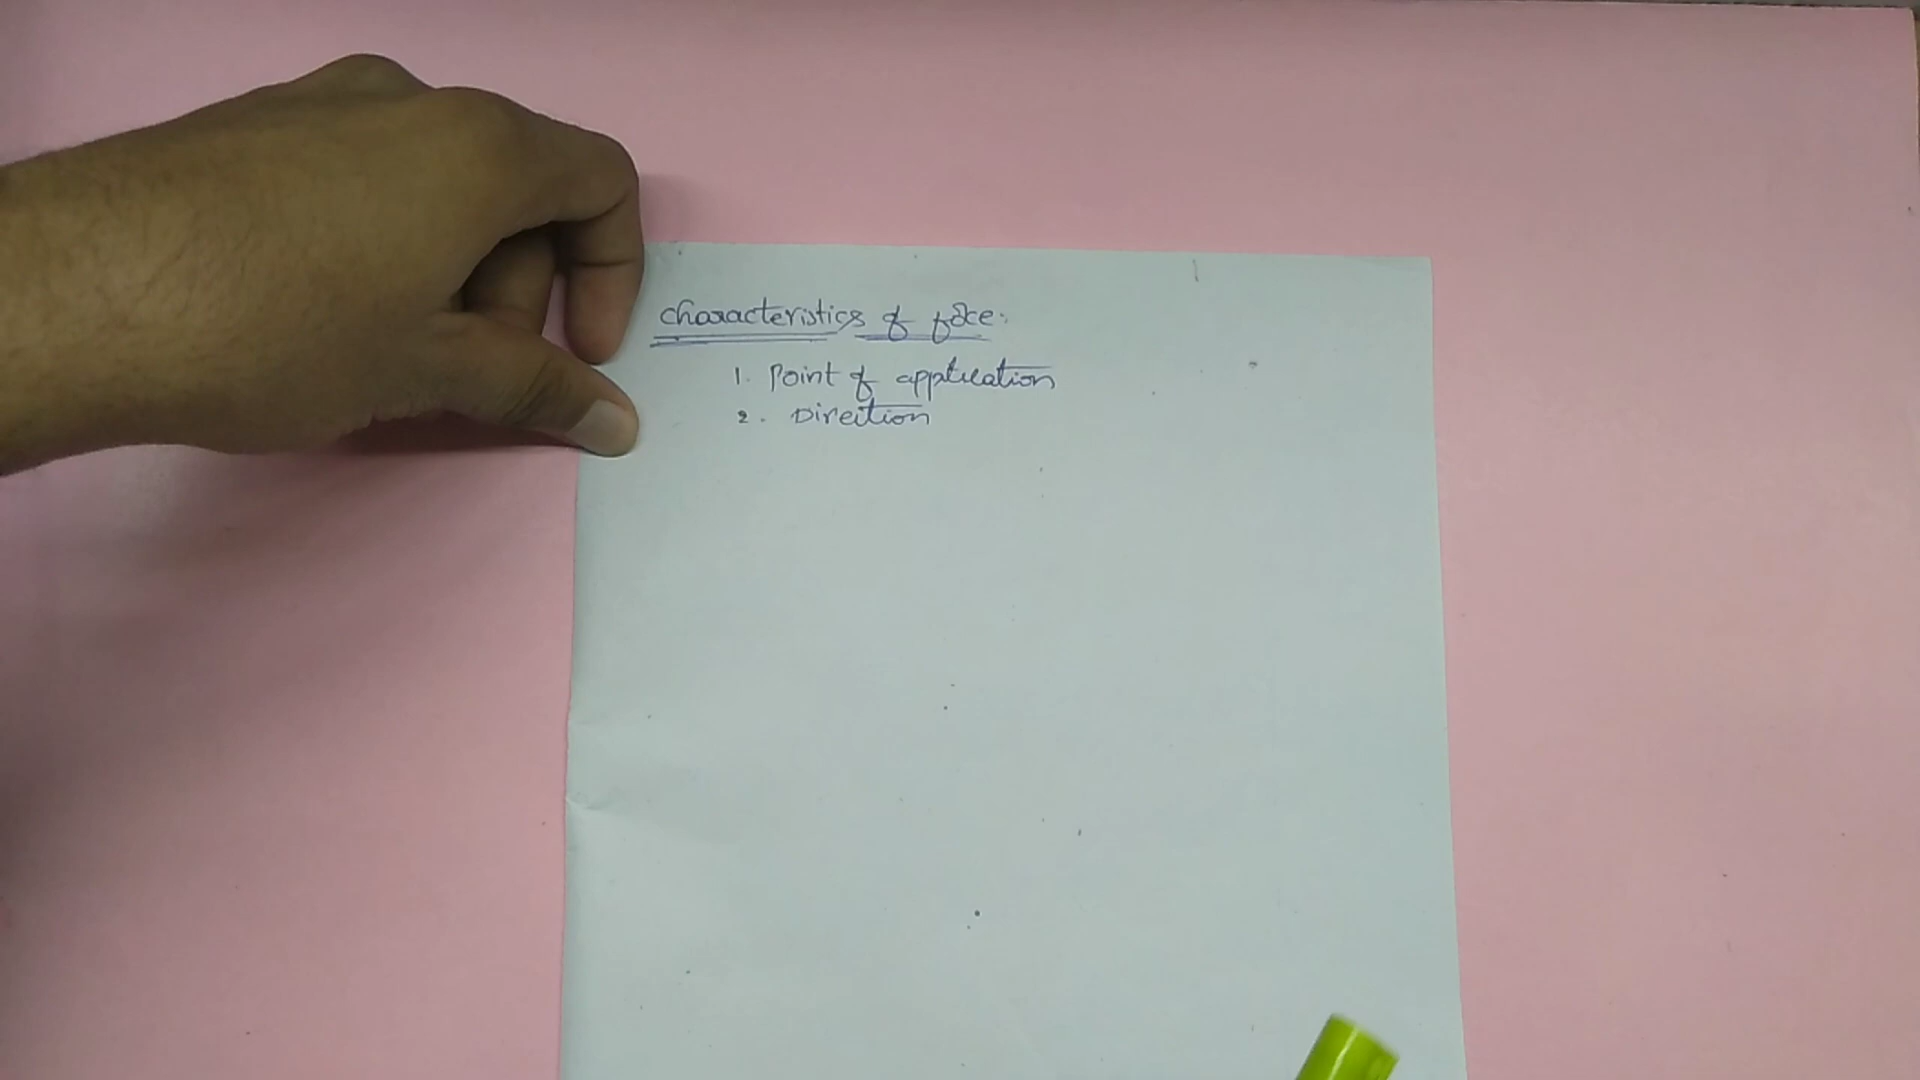 characteristics of force:
1. Point of application
2. Direction